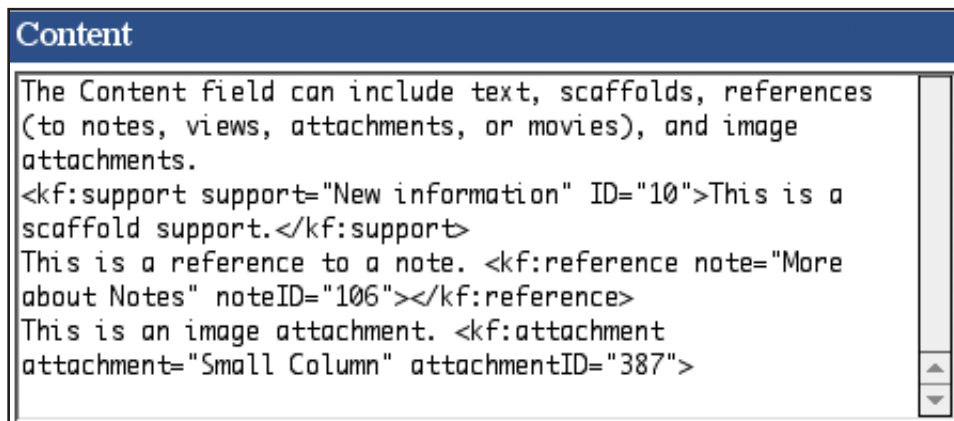 Content
The Content field can include text, scaffolds, references
(to notes, views, attachments, or movies), and image
attachments.
<kf:support support="New information" ID="10">This is a
scaffold support.</kf:support>
This is a reference to a note. <kf:reference note="More
about Notes" noteID="106"></kf:reference>
This is an image attachment. <kf:attachment
attachment="Small Column" attachmentID="387">